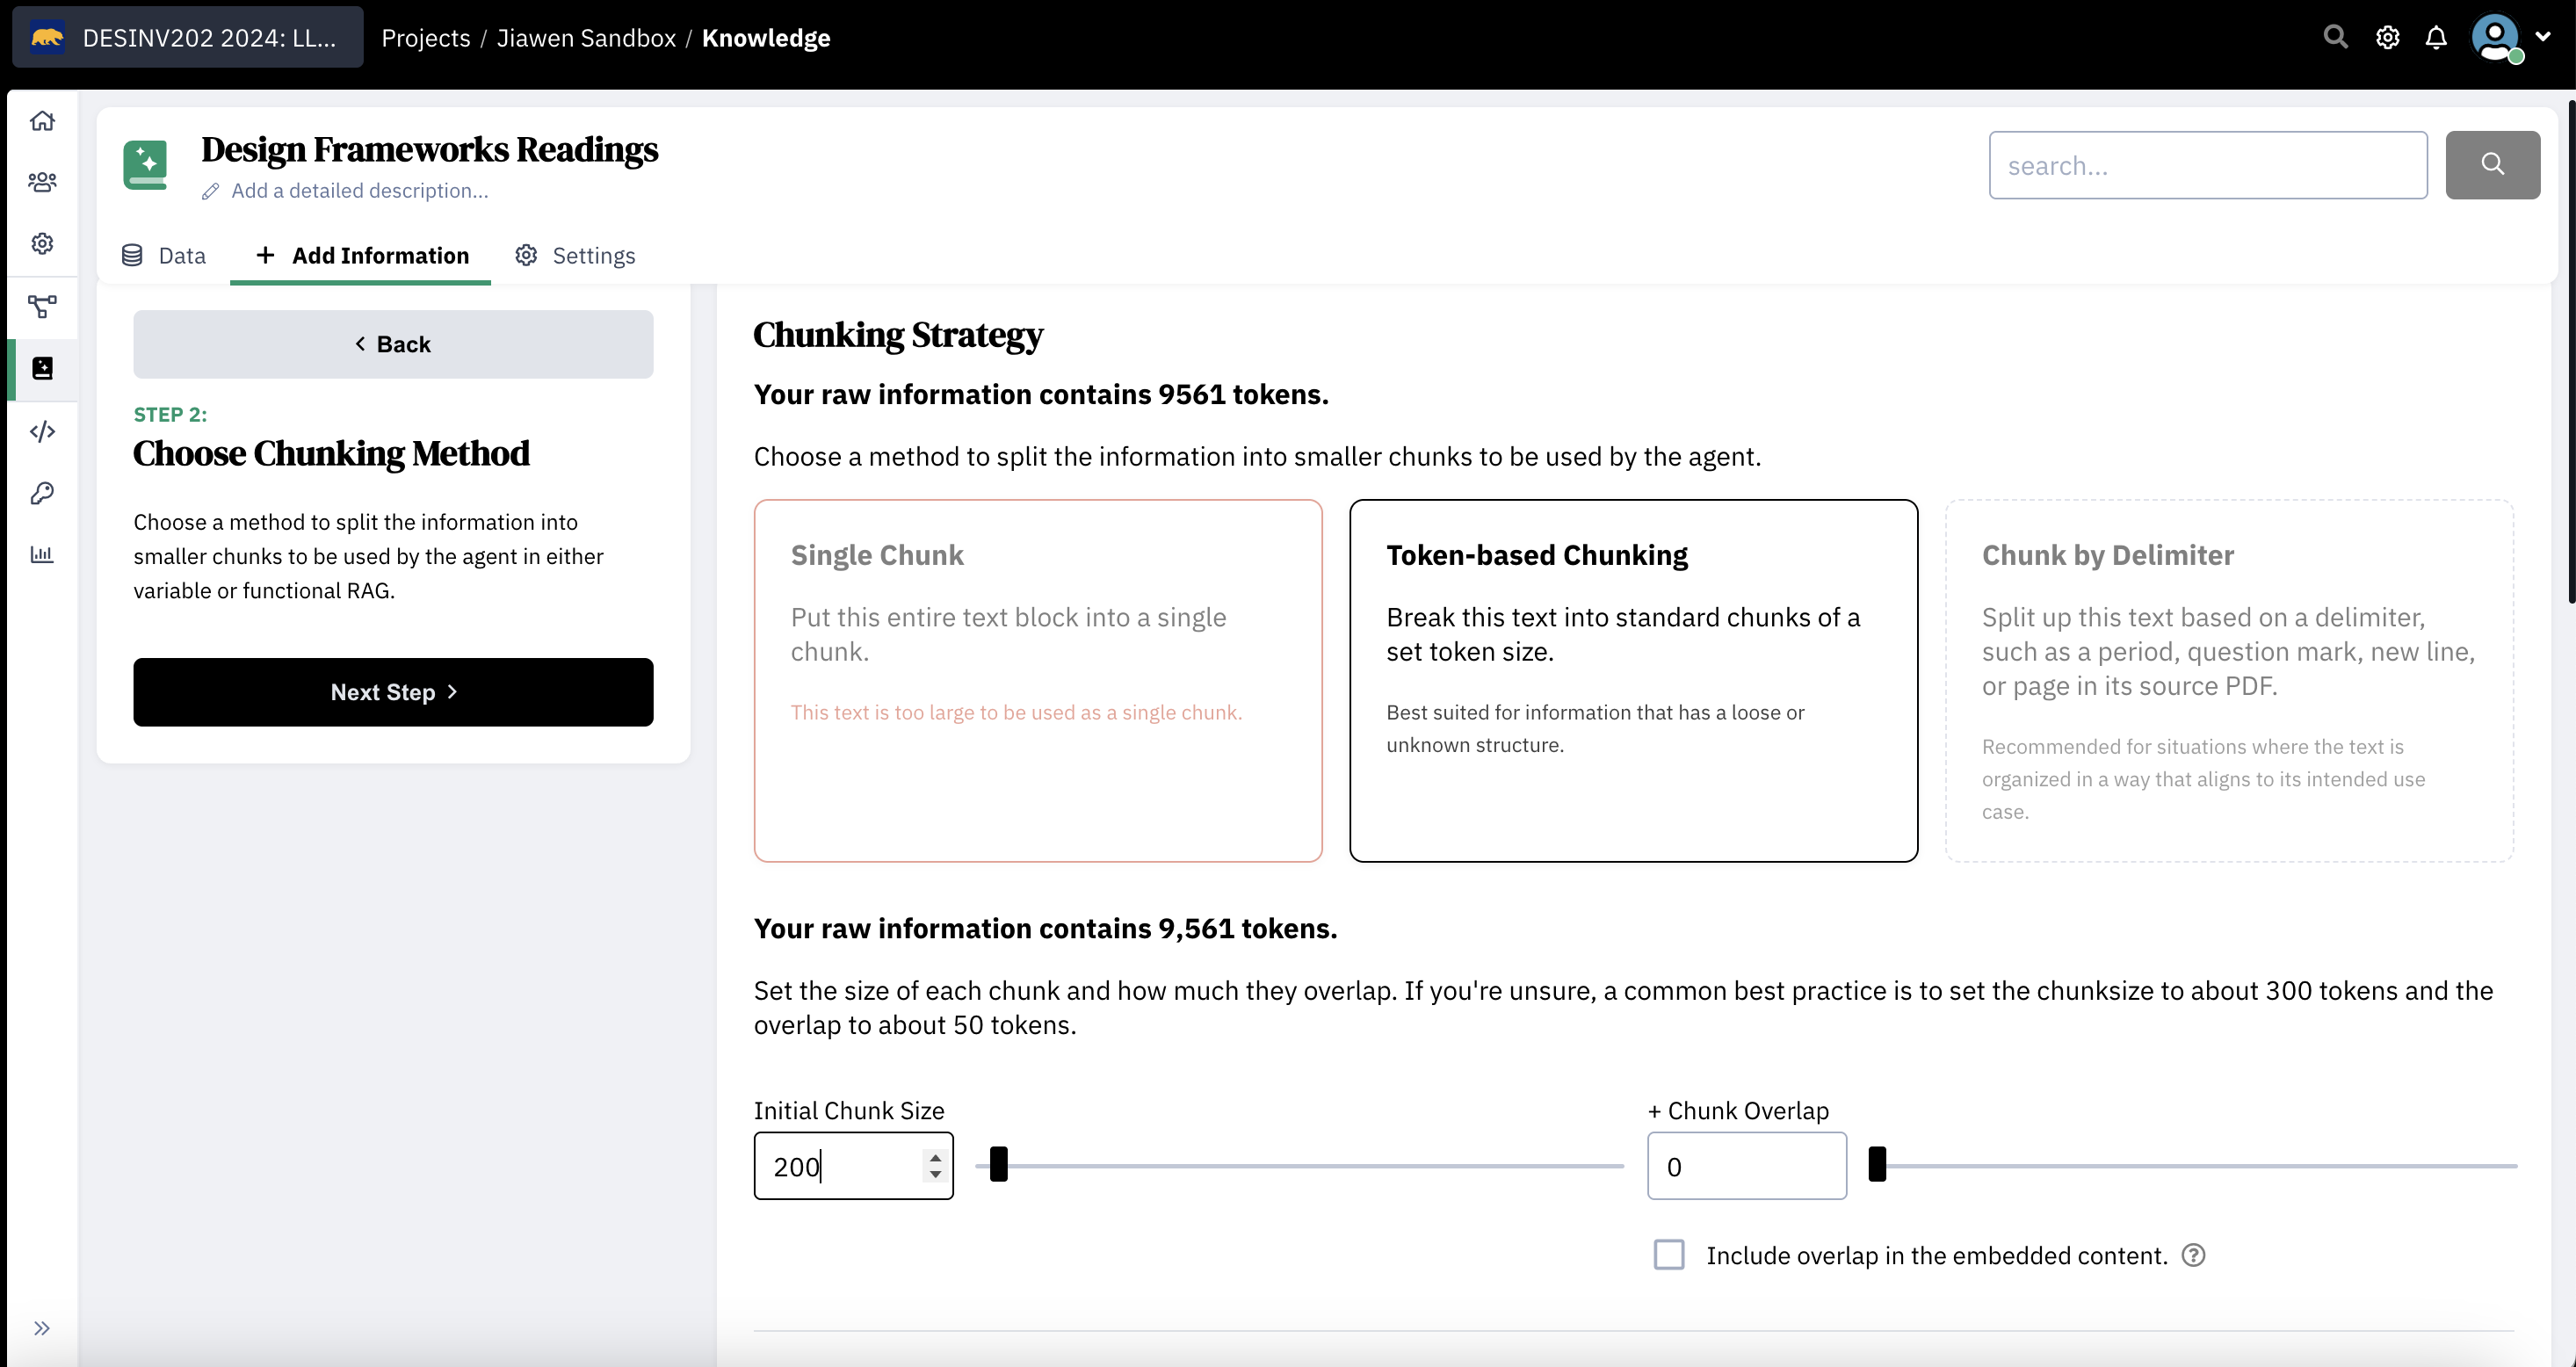 DESINV202 2024: LL...
Projects / Jiawen Sandbox / Knowledge
Design Frameworks Readings
Add a detailed description...
search...
Data
+ Add Information
Settings
< Back
STEP 2:
Choose Chunking Method
Choose a method to split the information into
smaller chunks to be used by the agent in either
variable or functional RAG.
Next Step >
Chunking Strategy
Your raw information contains 9561 tokens.
Choose a method to split the information into smaller chunks to be used by the agent.
Single Chunk
Put this entire text block into a single
chunk.
This text is too large to be used as a single chunk.
Token-based Chunking
Break this text into standard chunks of a
set token size.
Best suited for information that has a loose or
unknown structure.
Chunk by Delimiter
Split up this text based on a delimiter,
such as a period, question mark, new line,
or page in its source PDF.
Recommended for situations where the text is
organized in a way that aligns to its intended use
case.
Your raw information contains 9,561 tokens.
Set the size of each chunk and how much they overlap. If you're unsure, a common best practice is to set the chunksize to about 300 tokens and the
overlap to about 50 tokens.
Initial Chunk Size
200
+ Chunk Overlap
0
Include overlap in the embedded content.